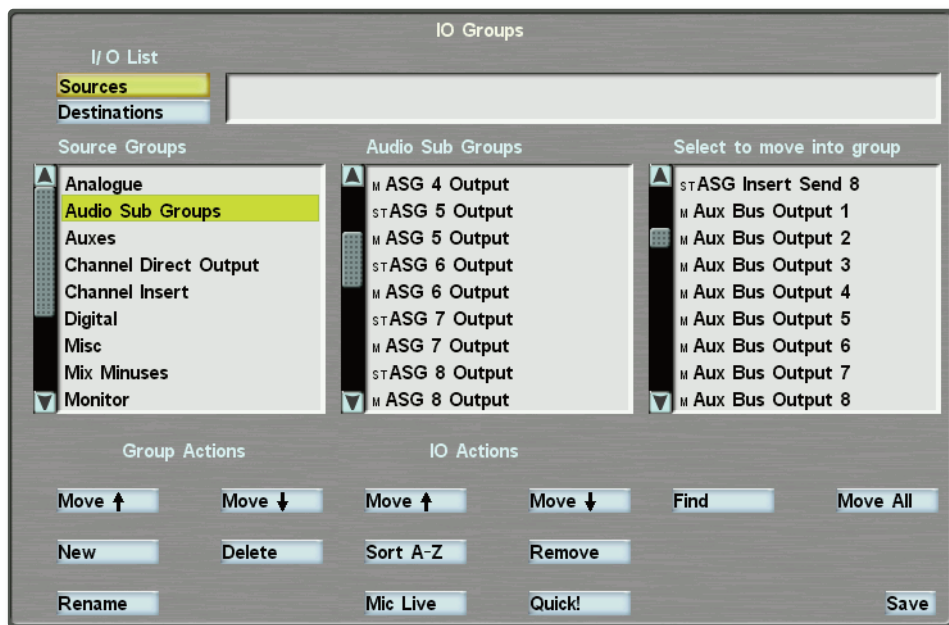 IO Groups
I/O List
Sources
Destinations
Source Groups
Analogue
Audio Sub Groups
Auxes
Channel Direct Output
Channel Insert
Digital
Misc
Mix Minuses
Monitor
Audio Sub Groups
M ASG 4 Output
ST ASG 5 Output
M ASG 5 Output
ST ASG 6 Output
M ASG 6 Output
ST ASG 7 Output
M ASG 7 Output
ST ASG 8 Output
M ASG 8 Output
Select to move into group
ST ASG Insert Send 8
M Aux Bus Output 1
M Aux Bus Output 2
M Aux Bus Output 3
M Aux Bus Output 4
M Aux Bus Output 5
M Aux Bus Output 6
M Aux Bus Output 7
M Aux Bus Output 8
Group Actions
IO Actions
Move Move Move Move Find Move All
New Delete Sort A-Z Remove
Rename Mic Live Quick! Save